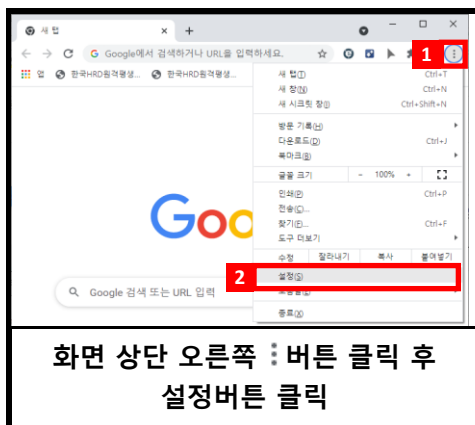 새 탭
Google에서 검색하거나 URL을 입력하세요.
1
앱 한국HRD원격평생... 한국HRD원격평생...
새 탭(T) Ctrl+T
새 창(N) Ctrl+N
새 시크릿 창(I) Ctrl+Shift+N
방문 기록(H)
다운로드(D) Ctrl+J
북마크(B)
글꼴 크기 - 100% +
인쇄(P) Ctrl+P
전송(C)...
찾기(F)... Ctrl+F
도구 더보기
수정 잘라내기 복사 붙여넣기
2 설정(S)
종료(X)
Goo
Google 검색 또는 URL 입력
화면 상단 오른쪽 ⋮ 버튼 클릭 후
설정버튼 클릭